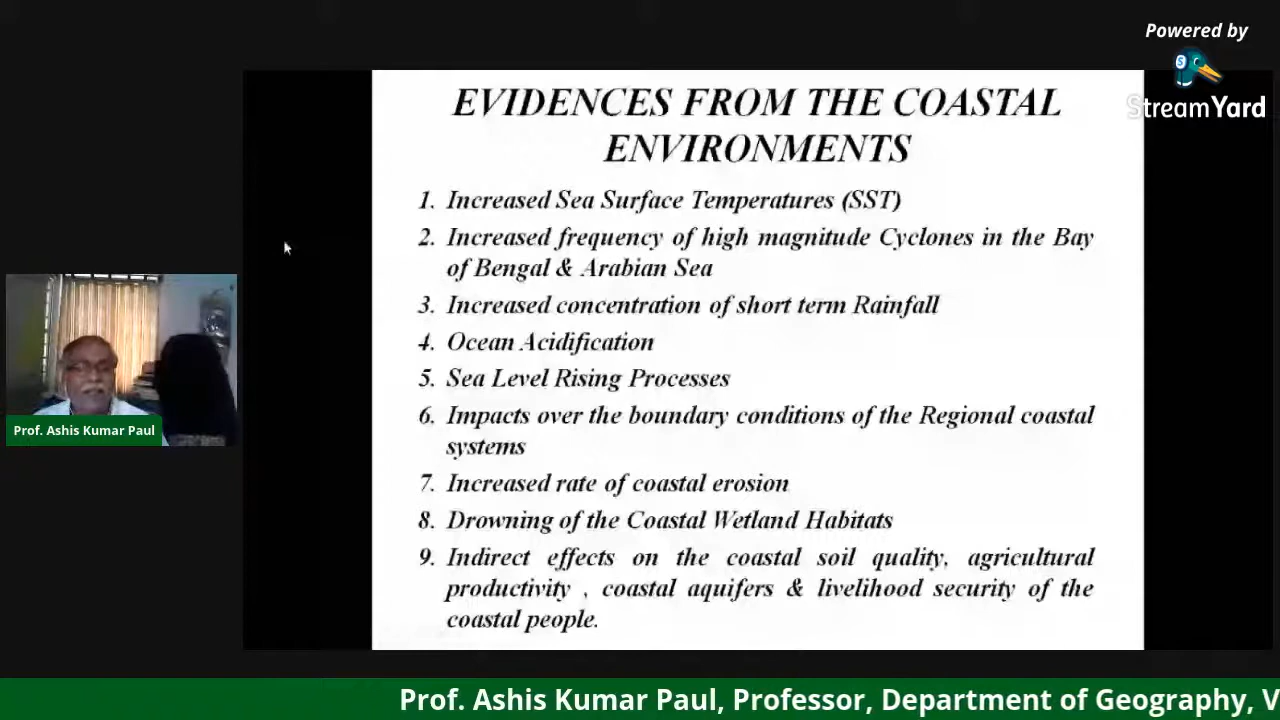 Powered by
StreamYard
EVIDENCES FROM THE COASTAL
ENVIRONMENTS
1. Increased Sea Surface Temperatures (SST)
2. Increased frequency of high magnitude Cyclones in the Bay
of Bengal & Arabian Sea
3. Increased concentration of short term Rainfall
4. Ocean Acidification
5. Sea Level Rising Processes
6. Impacts over the boundary conditions of the Regional coastal
systems
7. Increased rate of coastal erosion
8. Drowning of the Coastal Wetland Habitats
9. Indirect effects on the coastal soil quality, agricultural
productivity , coastal aquifers & livelihood security of the
coastal people.
Prof. Ashis Kumar Paul
Prof. Ashis Kumar Paul, Professor, Department of Geography, V